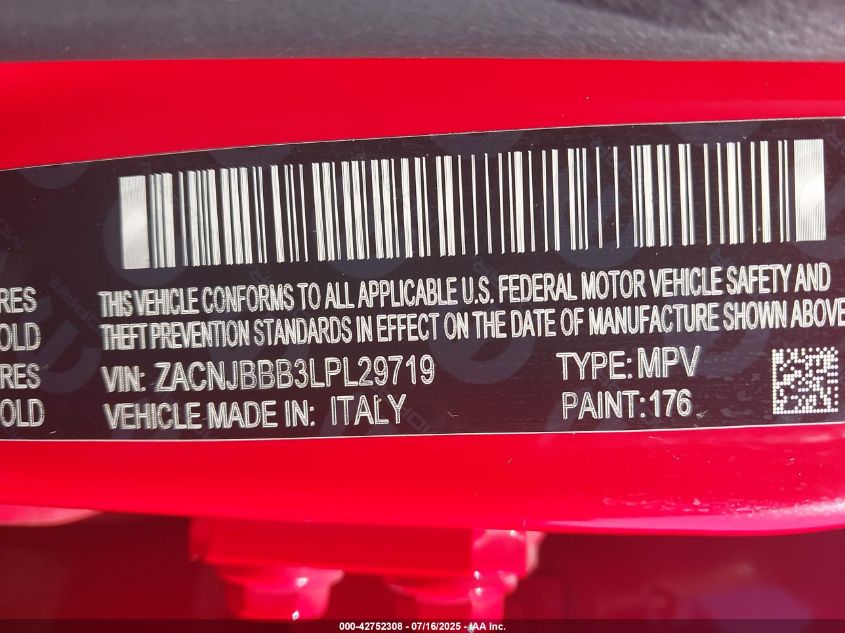 THIS VEHICLE CONFORMS TO ALL APPLICABLE U.S. FEDERAL MOTOR VEHICLE SAFETY AND
RES
THEFT PREVENTION STANDARDS IN EFFECT ON THE DATE OF MANUFACTURE SHOWN ABOVE
OLD
RES VIN: ZACNJBBB3LPL29719 TYPE: MPV
OLD VEHICLE MADE IN: ITALY PAINT: 176
MOPAR
000-42752308 - 07/16/2025 - IAA Inc.